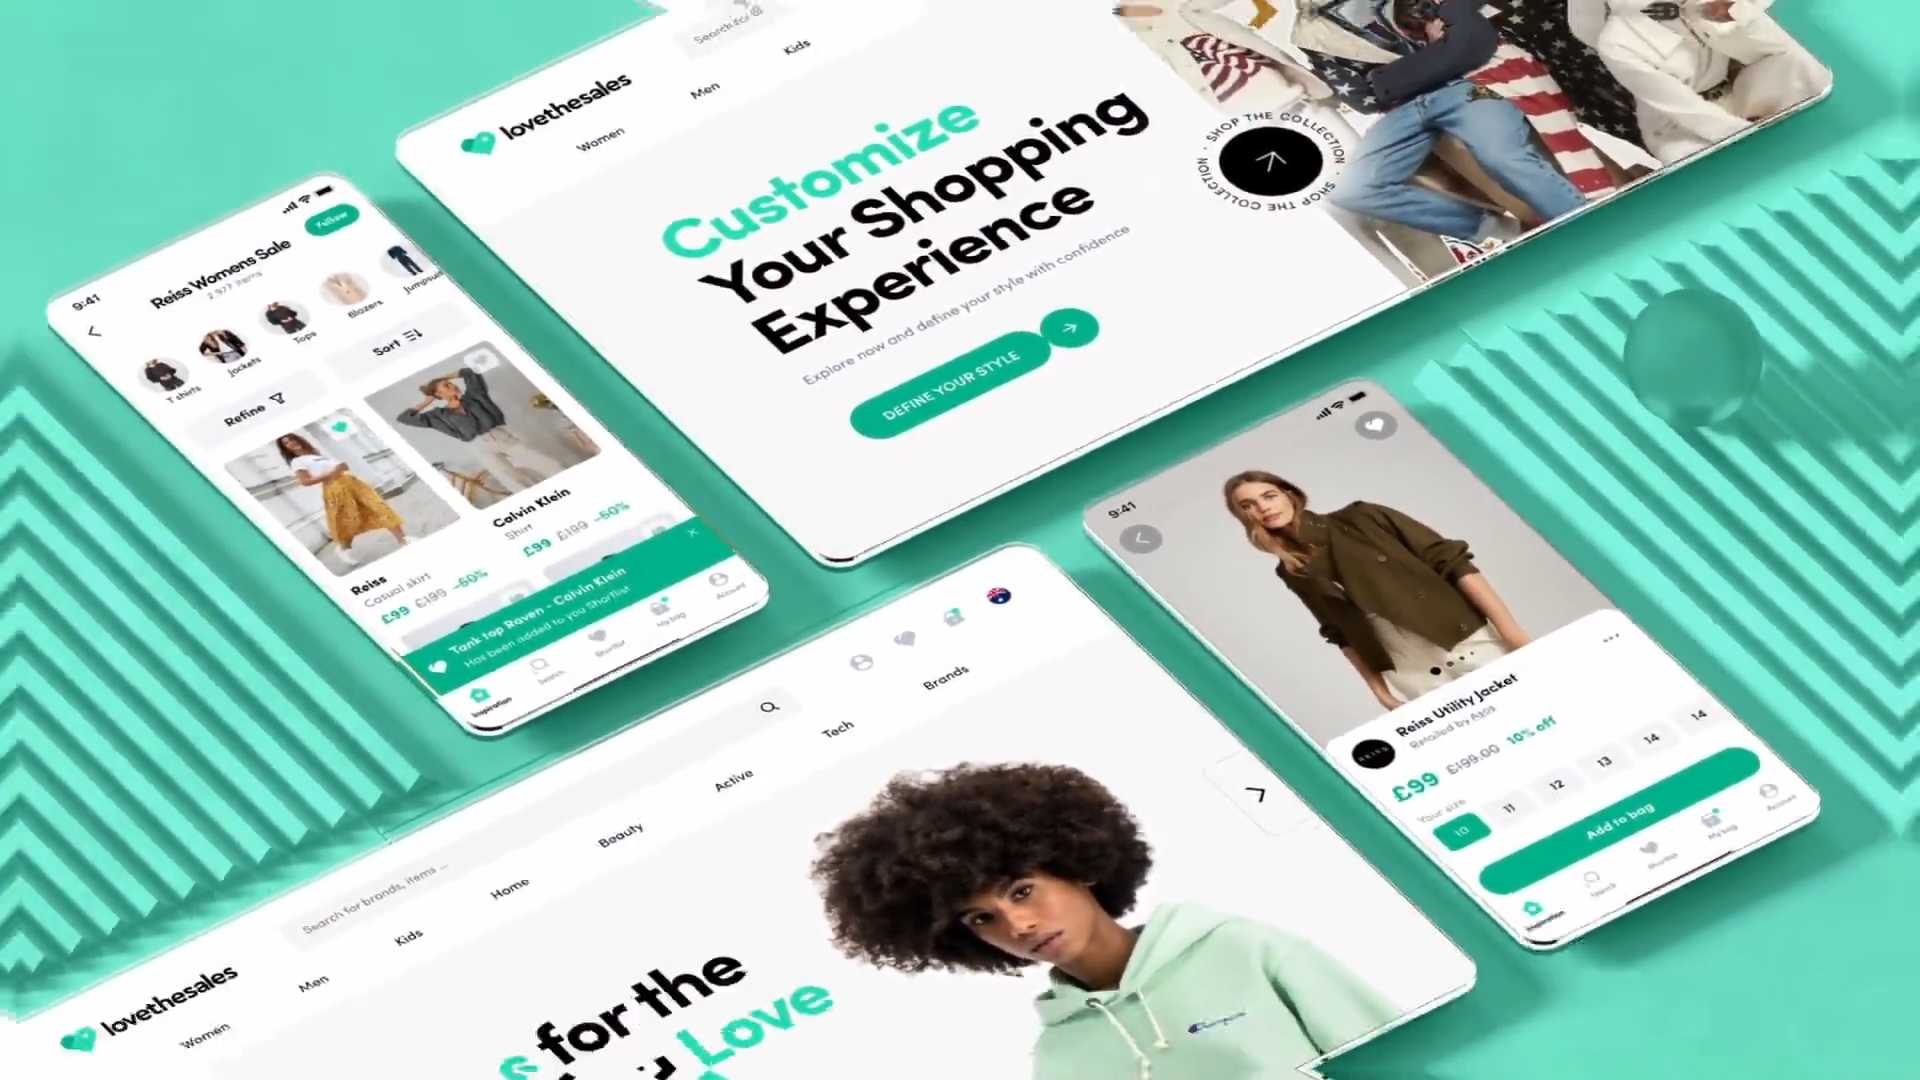 Search for
Kids
Men
Women
lovethesales
Customize
Your Shopping
Experience
Explore now and define your style with confidence
DEFINE YOUR STYLE
SHOP THE COLLECTION · SHOP THE COLLECTION ·
9:41
Follow
Reiss Womens Sale
2 977 items
T shirts
Jackets
Tops
Blazers
Jumpsui
Refine
Sort
Reiss
Casual skirt
£99 £199 -50%
Calvin Klein
Shirt
£99 £199 -50%
Tank top Raven - Calvin Klein
Has been added to you Shortlist
Inspiration
Search
Shortlist
My bag
Account
9:41
REISS
Reiss Utility Jacket
Retailed by Asos
£99 £199.00 10% off
Your size
10 11 12 13 14 14
Add to bag
Inspiration
Search
Shortlist
My bag
Account
lovethesales
Search for brands, items ...
Women
Men
Kids
Home
Beauty
Active
Tech
Brands
s for the
Love
Champion